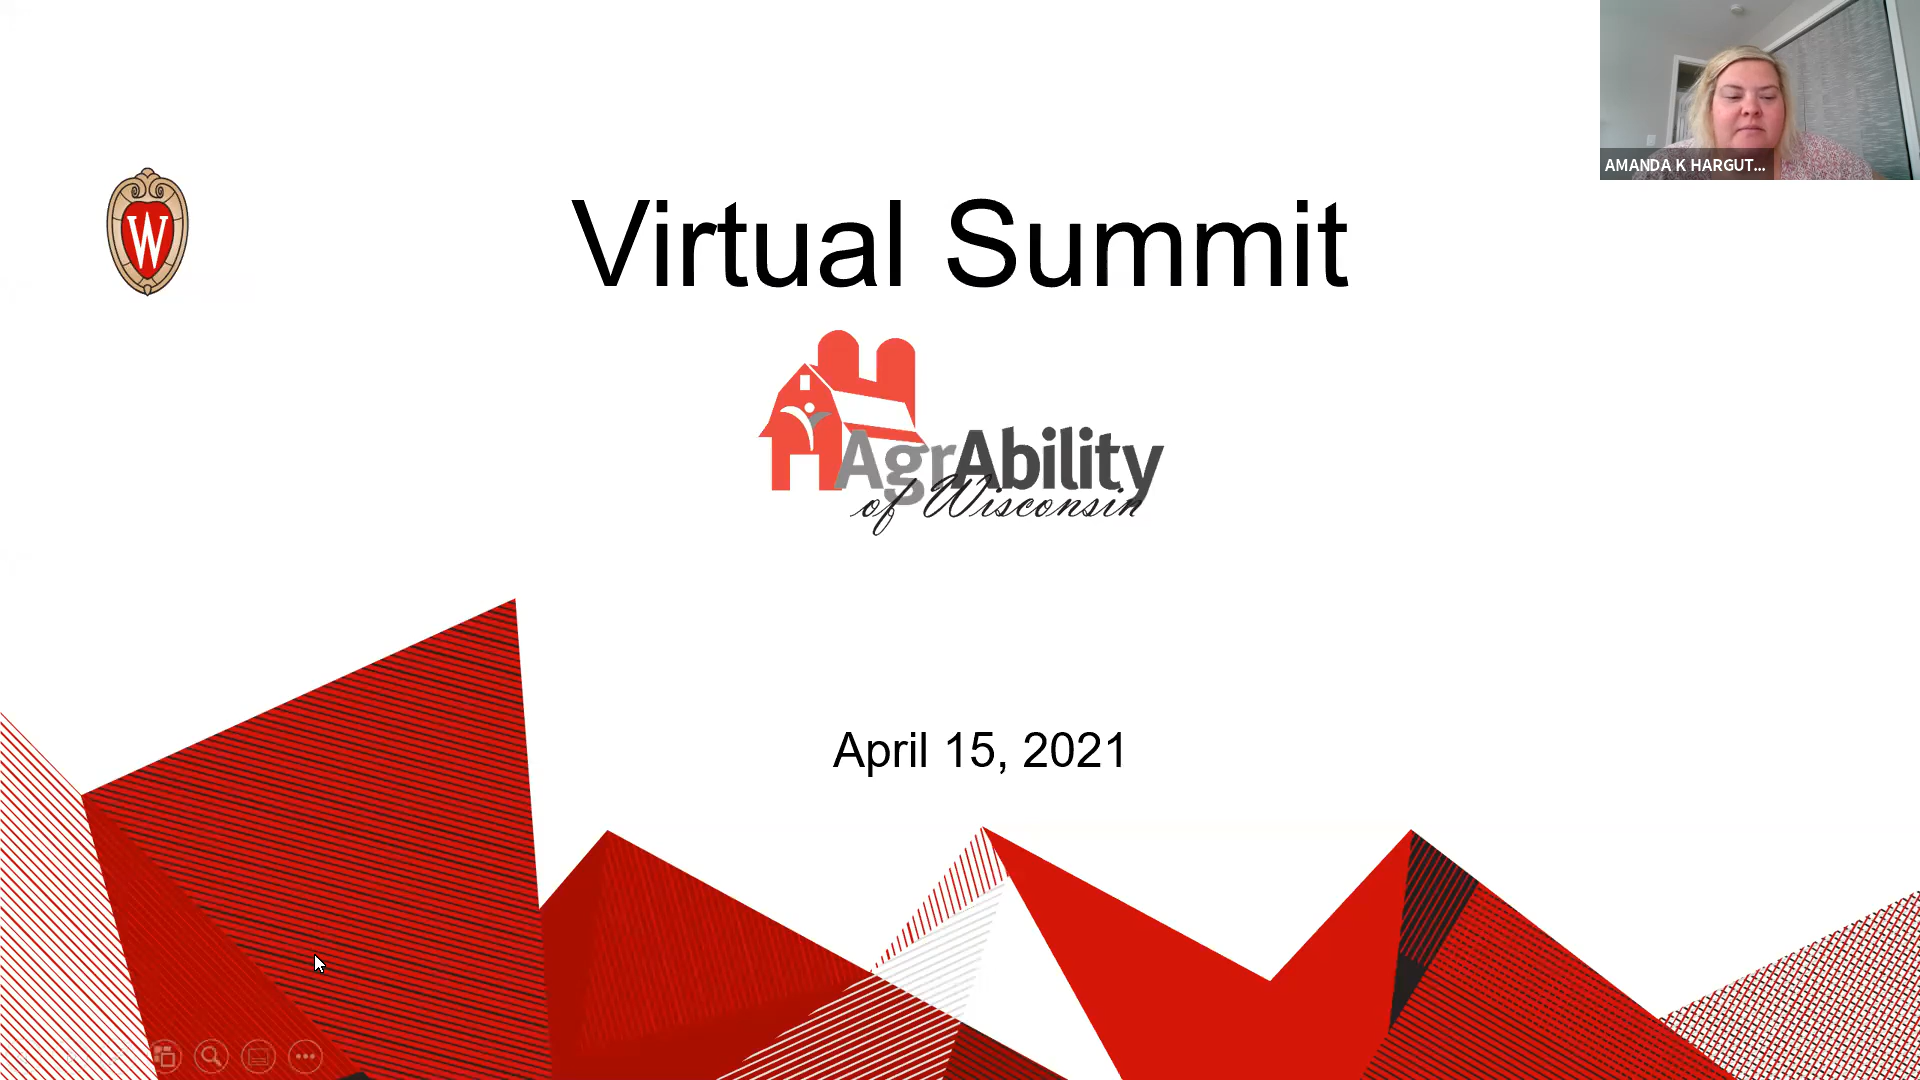 AMANDA K HARGUT...
W
Virtual Summit
AgrAbility
of Wisconsin
April 15, 2021